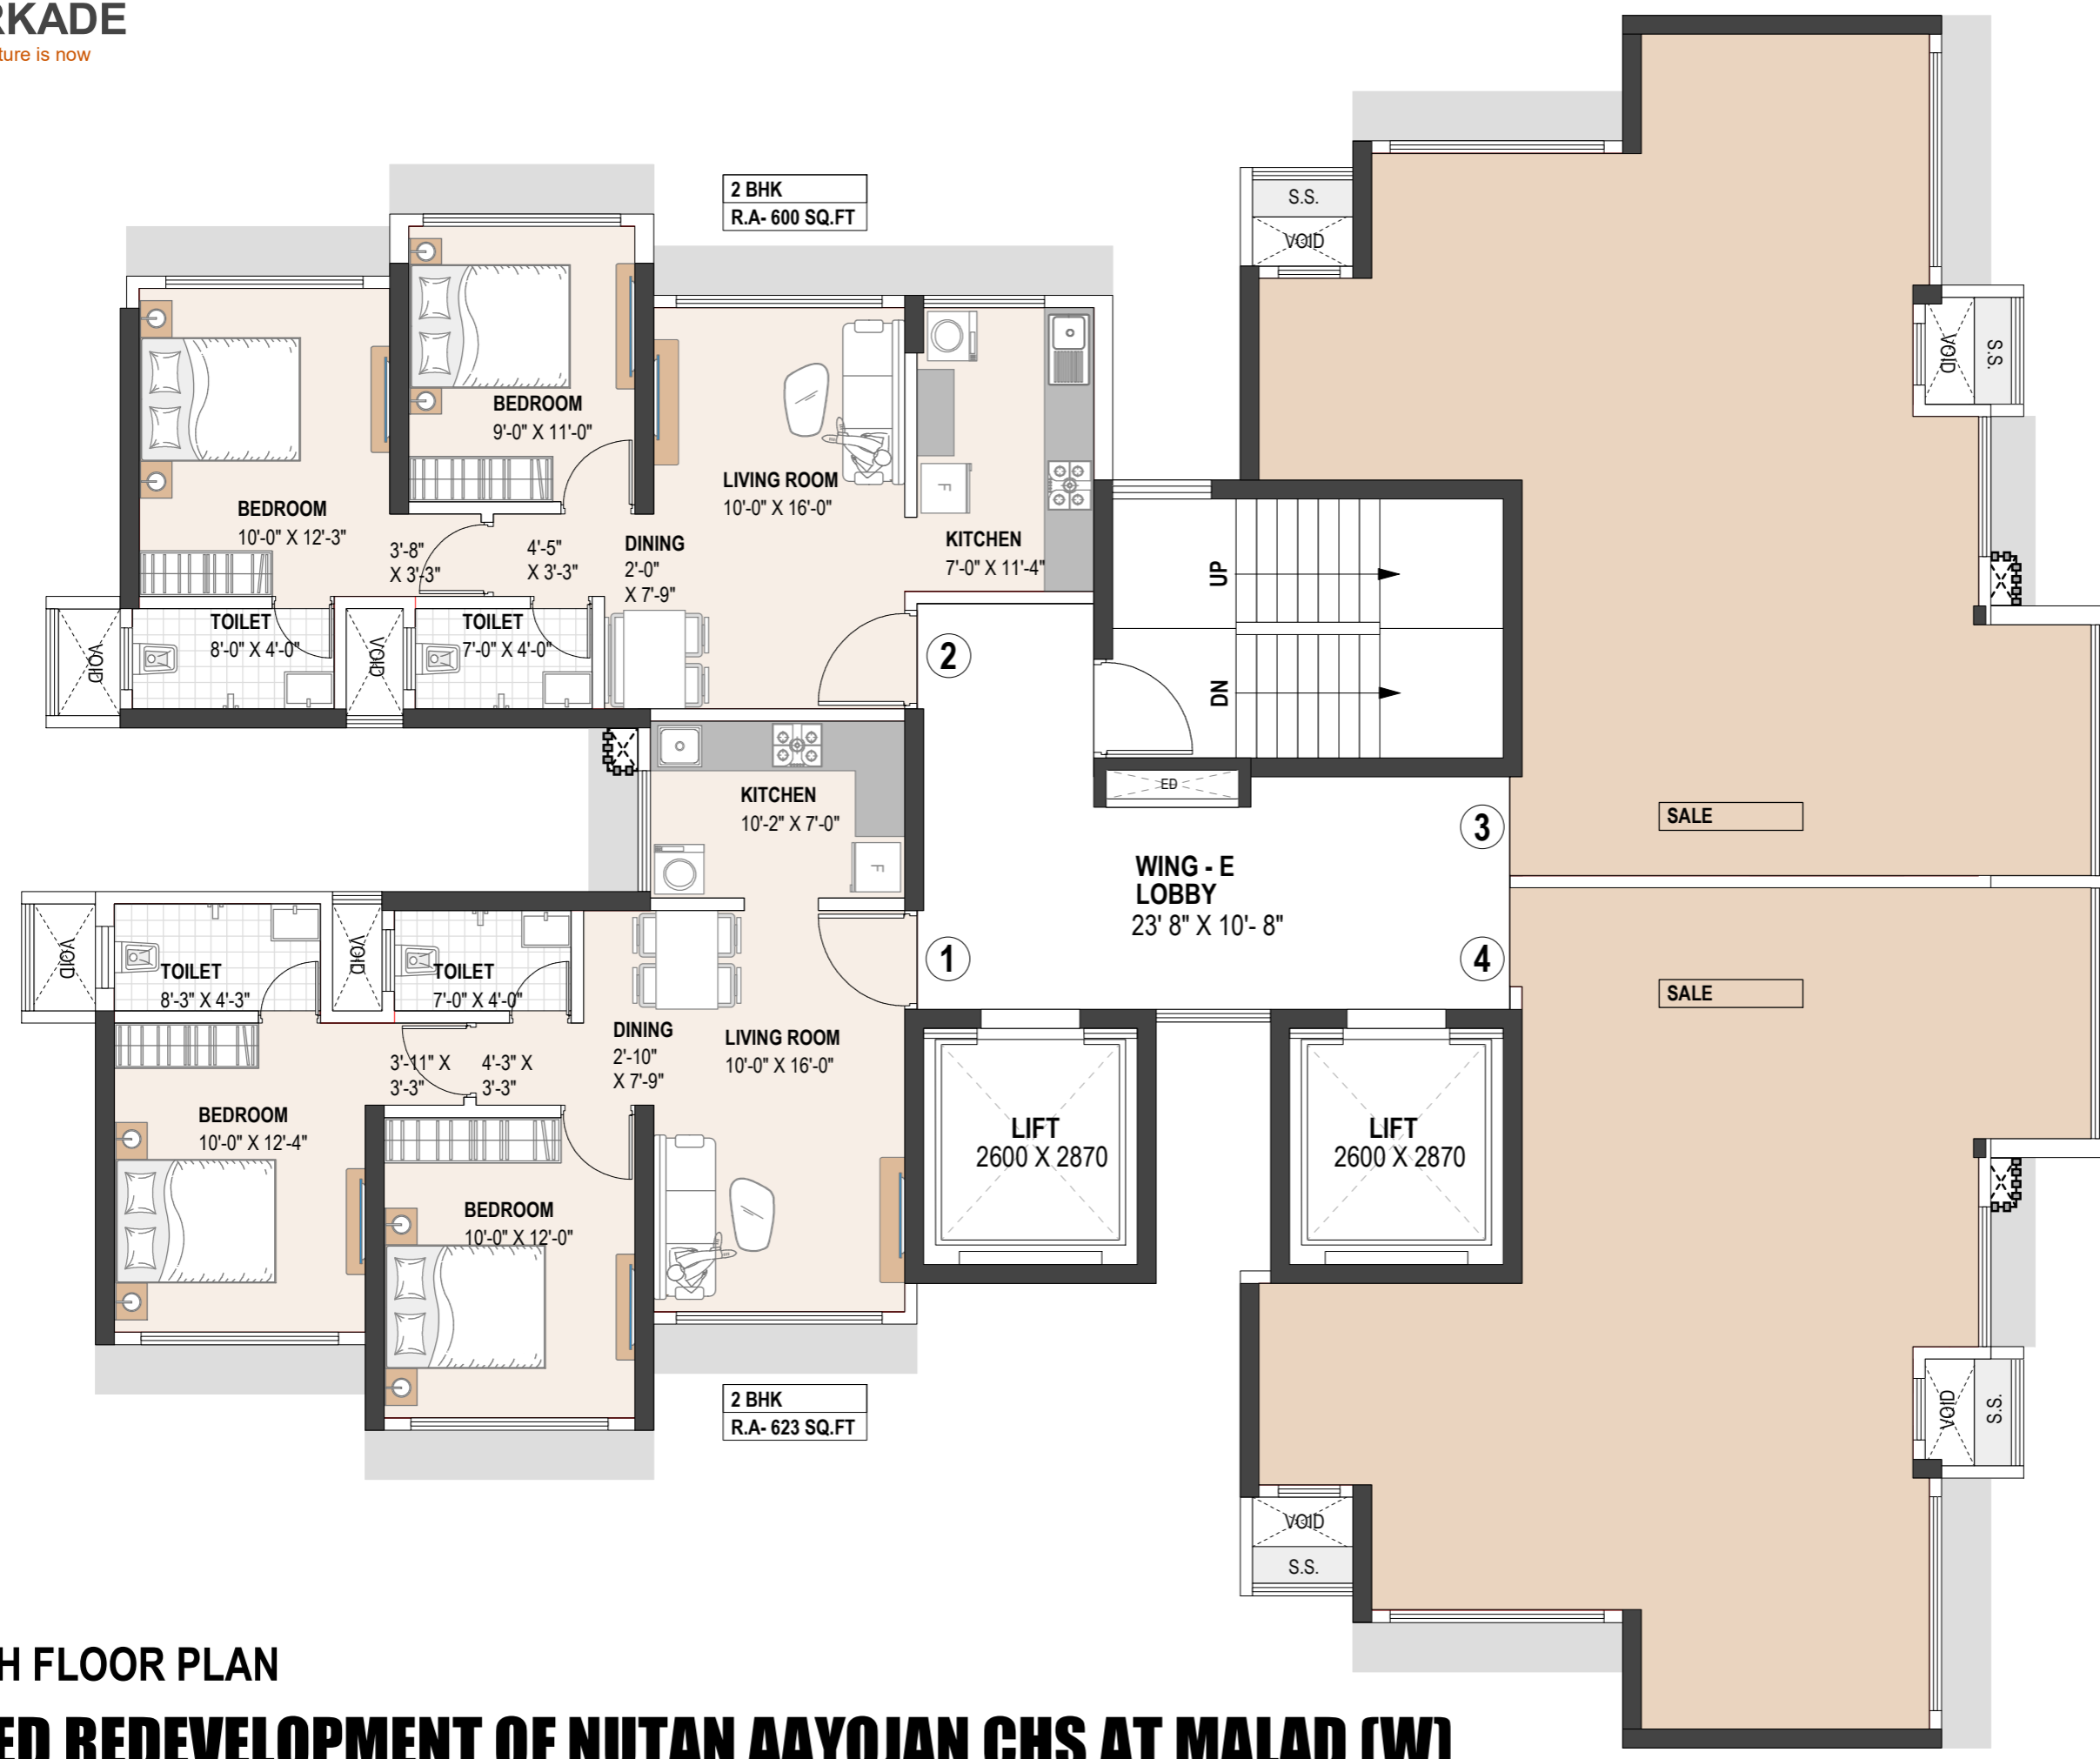 RKADE
ture is now
2 BHK
R.A- 600 SQ.FT
S.S.
VOID
VOID
S.S.
BEDROOM
9'-0" X 11'-0"
LIVING ROOM
10'-0" X 16'-0"
F
BEDROOM
10'-0" X 12'-3"
3'-8"
X 3'-3"
4'-5"
X 3'-3"
DINING
2'-0"
X 7'-9"
KITCHEN
7'-0" X 11'-4"
UP
DN
VOID
TOILET
8'-0" X 4'-0"
VOID
TOILET
7'-0" X 4'-0"
2
ED
KITCHEN
10'-2" X 7'-0"
F
SALE
3
WING - E
LOBBY
23' 8" X 10'- 8"
1
4
SALE
VOID
TOILET
8'-3" X 4'-3"
VOID
TOILET
7'-0" X 4'-0"
DINING
2'-10"
X 7'-9"
LIVING ROOM
10'-0" X 16'-0"
3'-11" X
3'-3"
4'-3" X
3'-3"
BEDROOM
10'-0" X 12'-4"
BEDROOM
10'-0" X 12'-0"
LIFT
2600 X 2870
LIFT
2600 X 2870
2 BHK
R.A- 623 SQ.FT
VOID
S.S.
VOID
S.S.
H FLOOR PLAN
ED REDEVELOPMENT OF NUTAN AAYOJAN CHS AT MALAD (W)